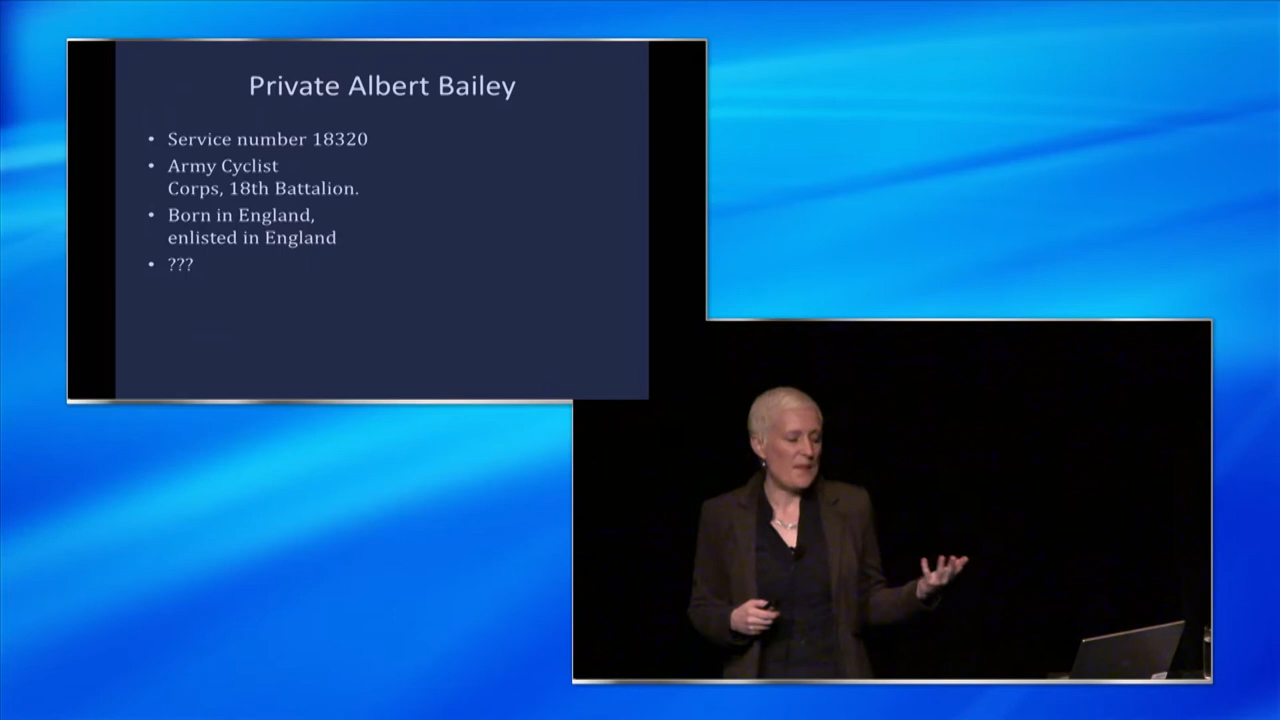 Private Albert Bailey
• Service number 18320
• Army Cyclist
Corps, 18th Battalion.
• Born in England,
enlisted in England
• ???